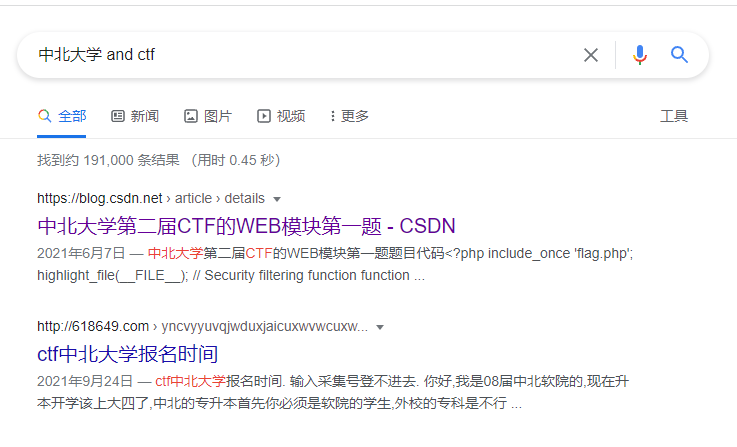 中北大学 and ctf
全部 新闻 图片 视频 更多 工具
找到约 191,000 条结果 （用时 0.45 秒）
https://blog.csdn.net › article › details
中北大学第二届CTF的WEB模块第一题 - CSDN
2021年6月7日 — 中北大学第二届CTF的WEB模块第一题题目代码<?php include_once 'flag.php';
highlight_file(__FILE__); // Security filtering function function ...
http://618649.com › yncvyyuvqjwduxjaicuxwvwcuxw...
ctf中北大学报名时间
2021年9月24日 — ctf中北大学报名时间. 输入采集号登不进去. 你好,我是08届中北软院的,现在升
本开学该上大四了,中北的专升本首先你必须是软院的学生,外校的专科是不行 ...